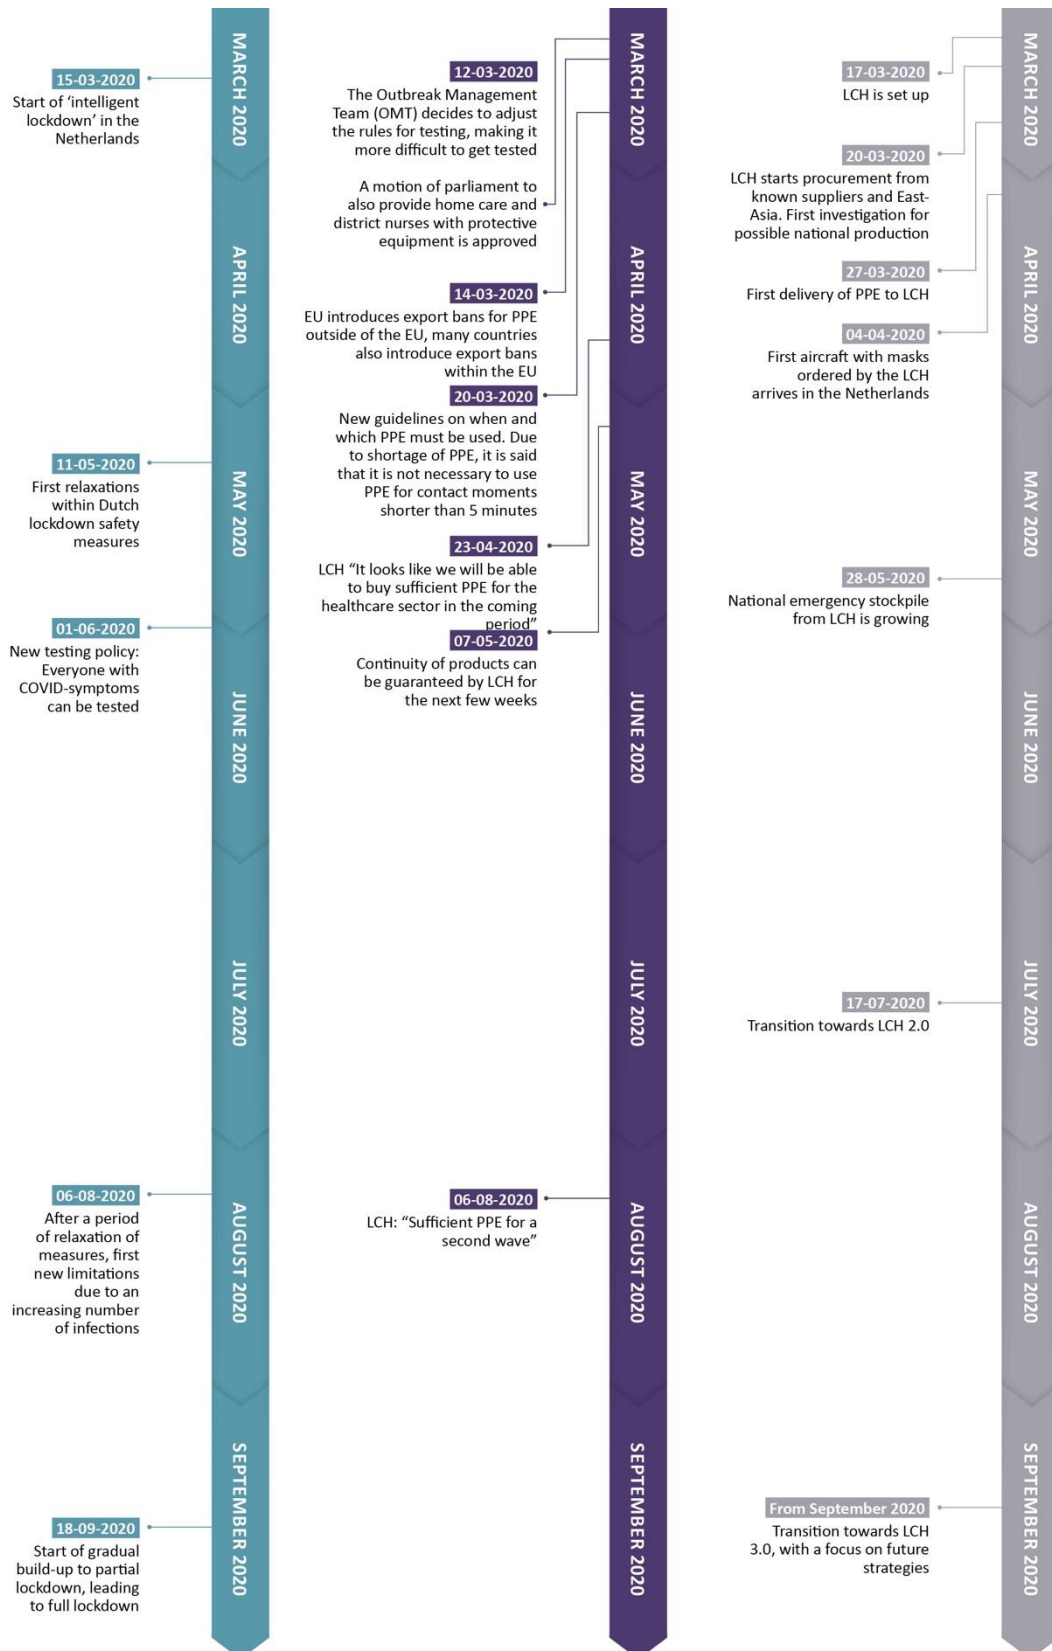 MARCH 2020
APRIL 2020
MAY 2020
JUNE 2020
JULY 2020
AUGUST 2020
SEPTEMBER 2020
15-03-2020
Start of ‘intelligent
lockdown’ in the
Netherlands
11-05-2020
First relaxations
within Dutch
lockdown safety
measures
01-06-2020
New testing policy:
Everyone with
COVID-symptoms
can be tested
06-08-2020
After a period
of relaxation of
measures, first
new limitations
due to an
increasing number
of infections
18-09-2020
Start of gradual
build-up to partial
lockdown, leading
to full lockdown
MARCH 2020
APRIL 2020
MAY 2020
JUNE 2020
JULY 2020
AUGUST 2020
SEPTEMBER 2020
12-03-2020
The Outbreak Management
Team (OMT) decides to adjust
the rules for testing, making it
more difficult to get tested
A motion of parliament to
also provide home care and
district nurses with protective
equipment is approved
14-03-2020
EU introduces export bans for PPE
outside of the EU, many countries
also introduce export bans
within the EU
20-03-2020
New guidelines on when and
which PPE must be used. Due
to shortage of PPE, it is said
that it is not necessary to use
PPE for contact moments
shorter than 5 minutes
23-04-2020
LCH “It looks like we will be able
to buy sufficient PPE for the
healthcare sector in the coming
period”
07-05-2020
Continuity of products can
be guaranteed by LCH for
the next few weeks
06-08-2020
LCH: “Sufficient PPE for a
second wave”
MARCH 2020
APRIL 2020
MAY 2020
JUNE 2020
JULY 2020
AUGUST 2020
SEPTEMBER 2020
17-03-2020
LCH is set up
20-03-2020
LCH starts procurement from
known suppliers and East-
Asia. First investigation for
possible national production
27-03-2020
First delivery of PPE to LCH
04-04-2020
First aircraft with masks
ordered by the LCH
arrives in the Netherlands
28-05-2020
National emergency stockpile
from LCH is growing
17-07-2020
Transition towards LCH 2.0
From September 2020
Transition towards LCH
3.0, with a focus on future
strategies